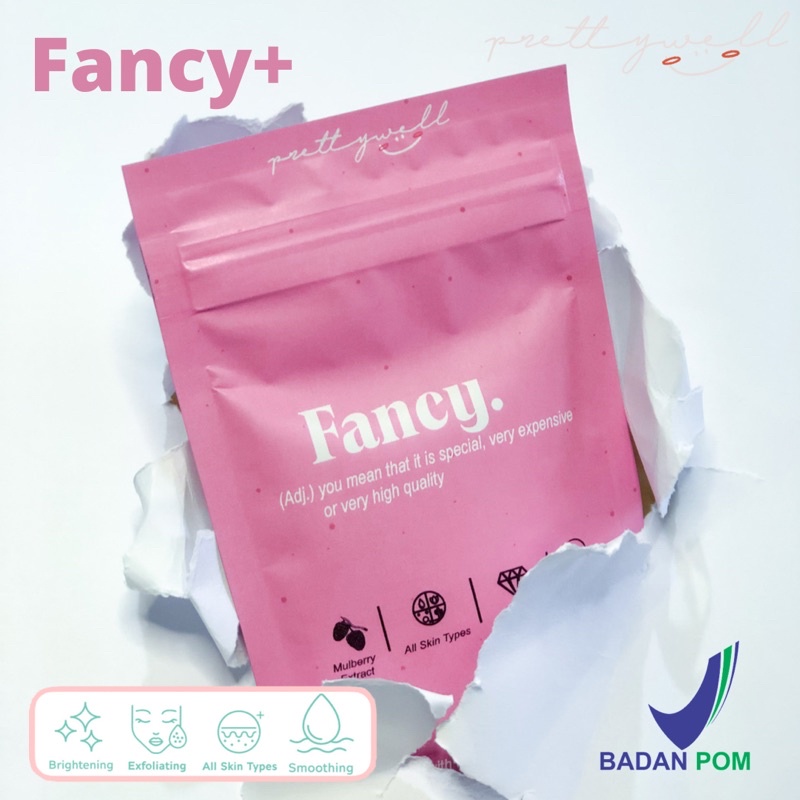 Fancy+
prettywell
prettywell
Fancy.
(Adj.) you mean that it is special, very expensive
or very high quality
Mulberry
Extract
All Skin Types
Brightening
Exfoliating
All Skin Types
Smoothing
BADAN POM